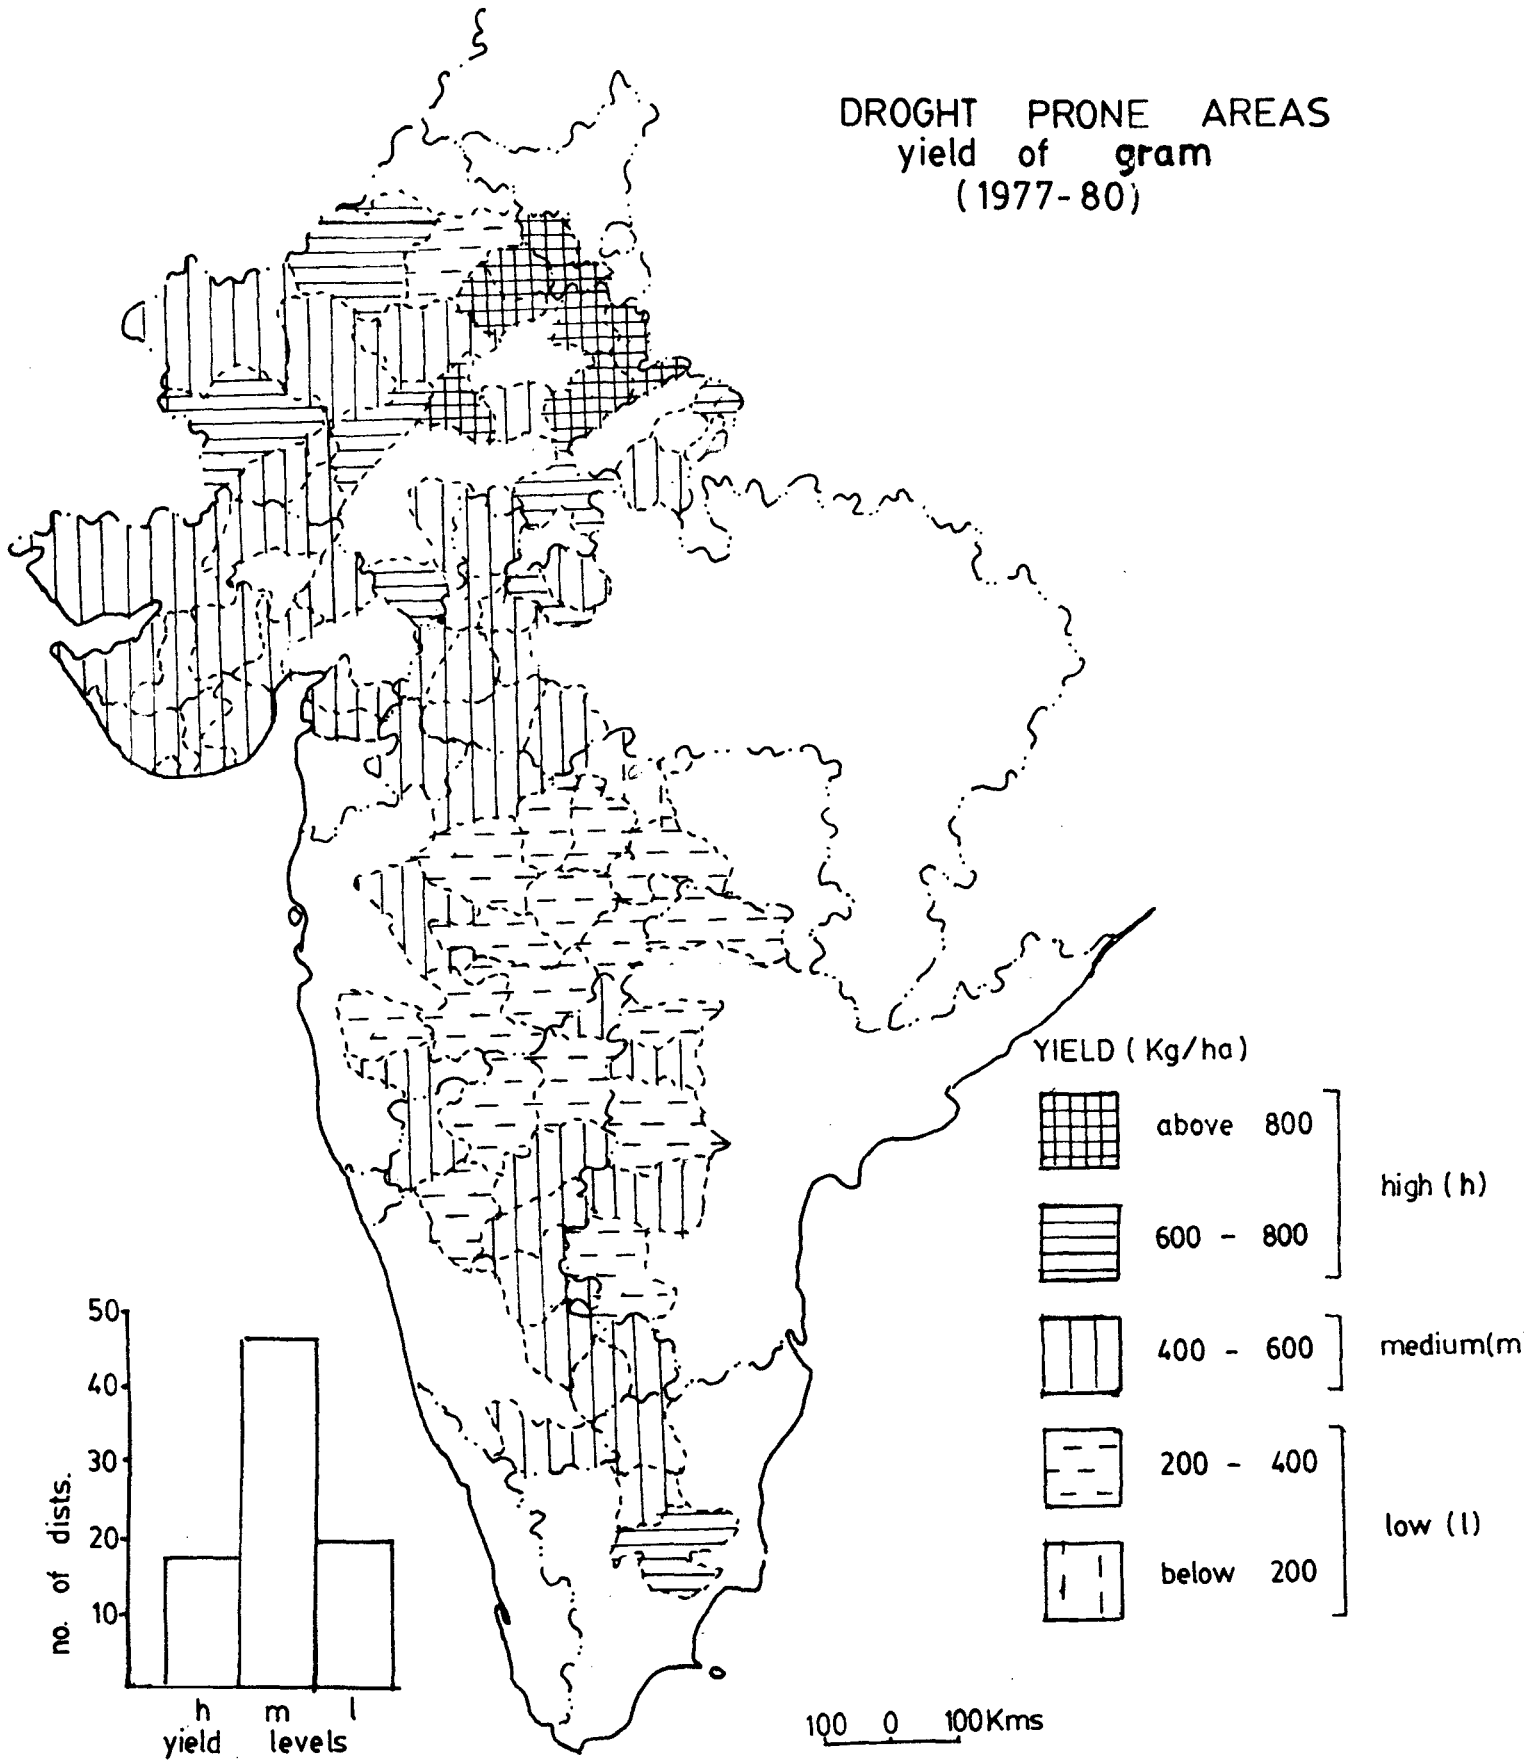 DROGHT PRONE AREAS
yield of gram
(1977-80)
YIELD (Kg/ha)
above 800
high (h)
600 - 800
400 - 600
medium(m
200 - 400
low (l)
below 200
50
40
30
20
10
no. of dists.
h m l
yield levels
100 0 100Kms